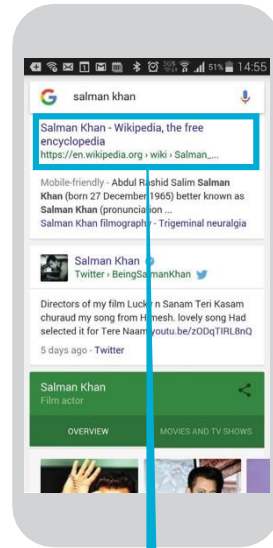 51% 14:55
G salman khan
Salman Khan - Wikipedia, the free
encyclopedia
https://en.wikipedia.org › wiki › Salman_...
Mobile-friendly - Abdul Rashid Salim Salman
Khan (born 27 December 1965) better known as
Salman Khan (pronunciation ...
Salman Khan filmography - Trigeminal neuralgia
Salman Khan
Twitter › BeingSalmanKhan
Directors of my film Lucky n Sanam Teri Kasam
churaud my song from Himesh. lovely song Had
selected it for Tere Naam youtu.be/zODqTIRL8nQ
5 days ago - Twitter
Salman Khan
Film actor
OVERVIEW MOVIES AND TV SHOWS